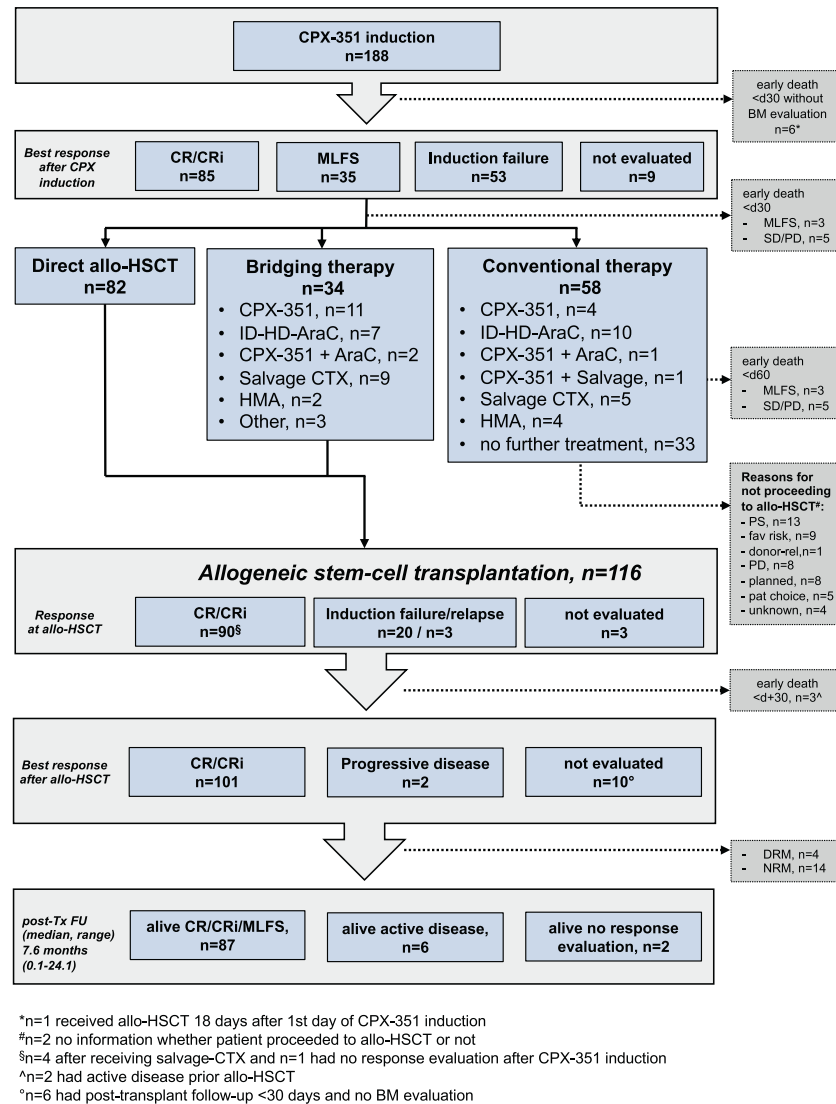 CPX-351 induction
n=188
early death
<d30 without
BM evaluation
n=6*
Best response
after CPX
induction
CR/CRi
n=85
MLFS
n=35
Induction failure
n=53
not evaluated
n=9
early death
<d30
- MLFS, n=3
- SD/PD, n=5
Direct allo-HSCT
n=82
Bridging therapy
n=34
• CPX-351, n=11
• ID-HD-AraC, n=7
• CPX-351 + AraC, n=2
• Salvage CTX, n=9
• HMA, n=2
• Other, n=3
Conventional therapy
n=58
• CPX-351, n=4
• ID-HD-AraC, n=10
• CPX-351 + AraC, n=1
• CPX-351 + Salvage, n=1
• Salvage CTX, n=5
• HMA, n=4
• no further treatment, n=33
early death
<d60
- MLFS, n=3
- SD/PD, n=5
Reasons for
not proceeding
to allo-HSCT#:
- PS, n=13
- fav risk, n=9
- donor-rel,n=1
- PD, n=8
- planned, n=8
- pat choice, n=5
- unknown, n=4
Allogeneic stem-cell transplantation, n=116
Response
at allo-HSCT
CR/CRi
n=90§
Induction failure/relapse
n=20 / n=3
not evaluated
n=3
early death
<d+30, n=3^
Best response
after allo-HSCT
CR/CRi
n=101
Progressive disease
n=2
not evaluated
n=10°
- DRM, n=4
- NRM, n=14
post-Tx FU
(median, range)
7.6 months
(0.1-24.1)
alive CR/CRi/MLFS,
n=87
alive active disease,
n=6
alive no response
evaluation, n=2
*n=1 received allo-HSCT 18 days after 1st day of CPX-351 induction
#n=2 no information whether patient proceeded to allo-HSCT or not
§n=4 after receiving salvage-CTX and n=1 had no response evaluation after CPX-351 induction
^n=2 had active disease prior allo-HSCT
°n=6 had post-transplant follow-up <30 days and no BM evaluation